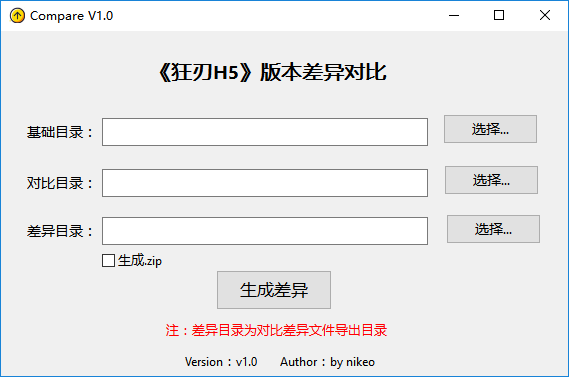 Compare V1.0
《狂刃H5》版本差异对比
基础目录： 选择...
对比目录： 选择...
差异目录： 选择...
生成.zip
生成差异
注：差异目录为对比差异文件导出目录
Version：v1.0 Author：by nikeo